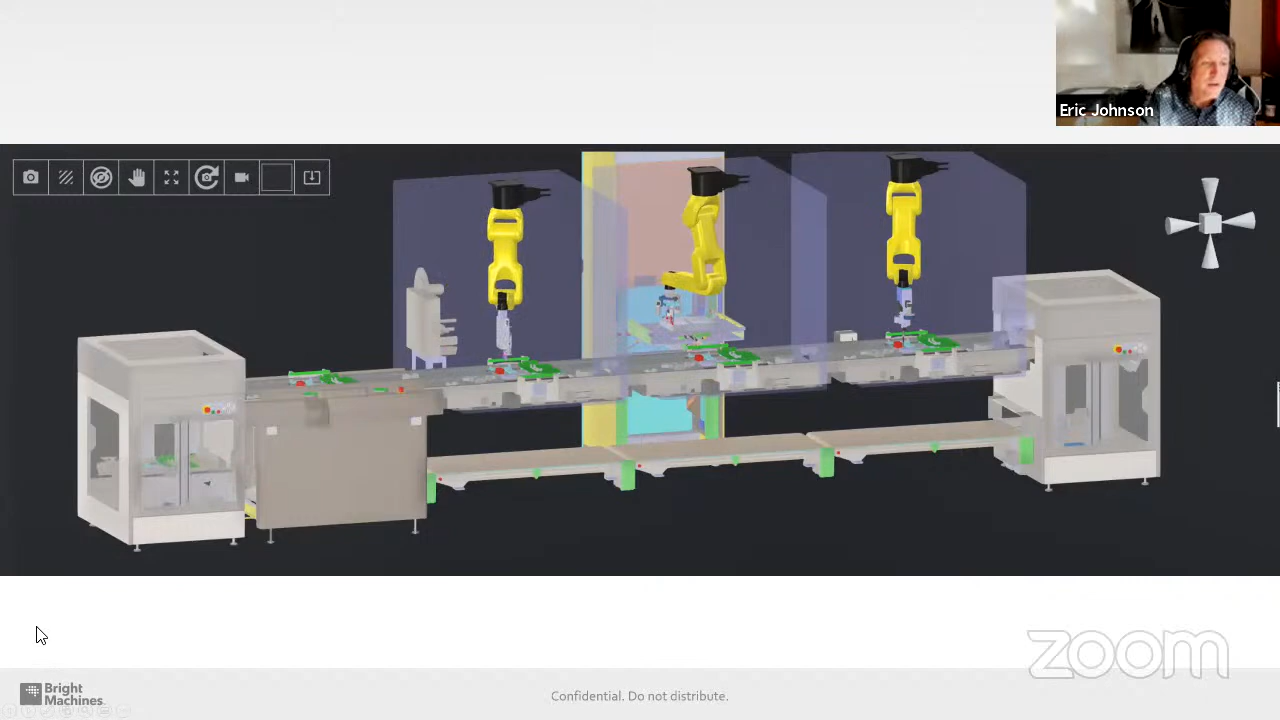 Eric Johnson
zoom
Bright
Machines
Confidential. Do not distribute.